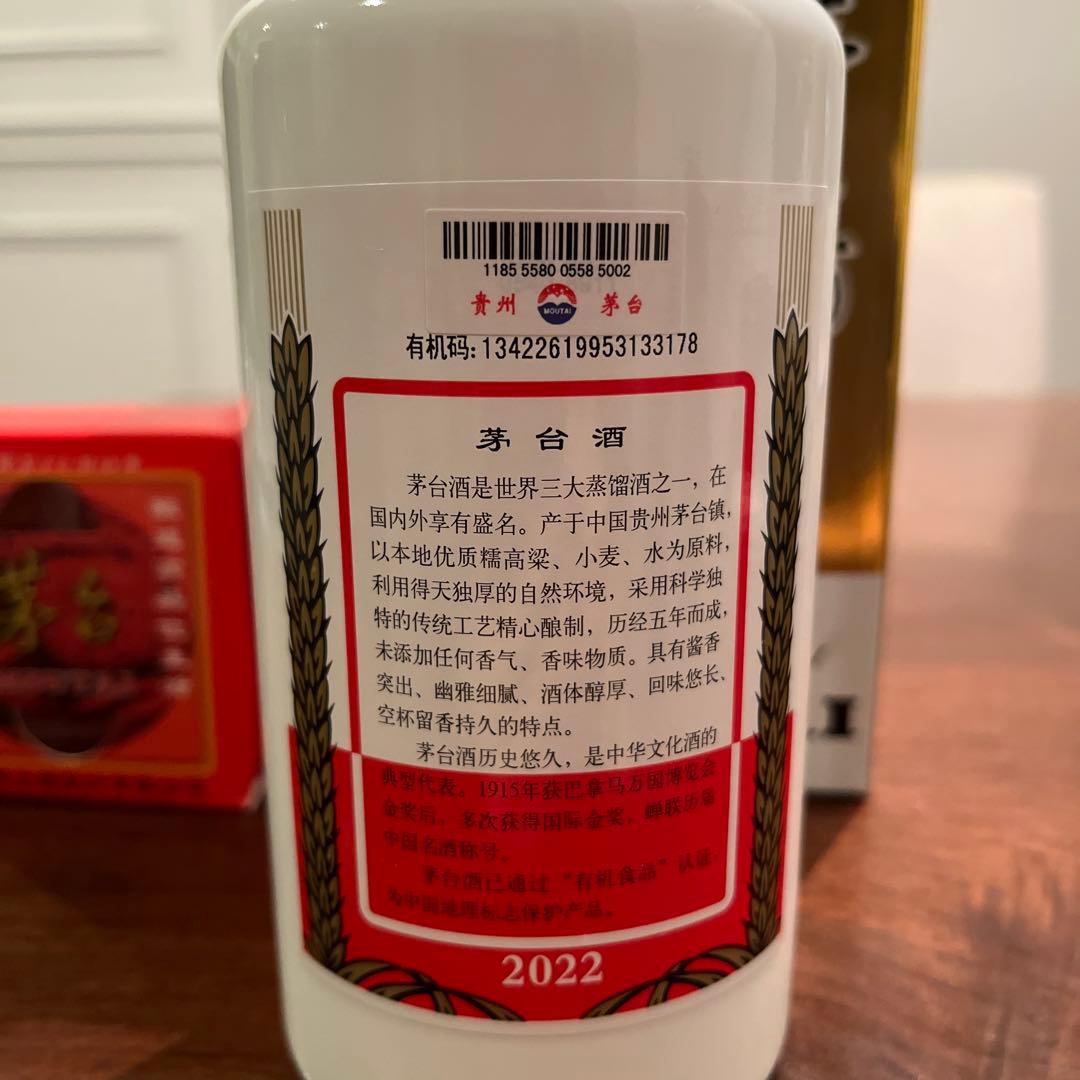 1185 5580 0558 5002
贵州 MOUTAI 茅台
有机码:13422619953133178
茅台酒
茅台酒是世界三大蒸馏酒之一,在
国内外享有盛名。产于中国贵州茅台镇,
以本地优质糯高粱、小麦、水为原料,
利用得天独厚的自然环境,采用科学独
特的传统工艺精心酿制,历经五年而成,
未添加任何香气、香味物质。具有酱香
突出、幽雅细腻、酒体醇厚、回味悠长、
空杯留香持久的特点。
茅台酒历史悠久,是中华文化酒的
典型代表。1915年获巴拿马万国博览会
金奖后,多次获得国际金奖,蝉联历届
中国名酒称号。
茅台酒已通过“有机食品”认证,
为中国地理标志保护产品。
2022
茅台